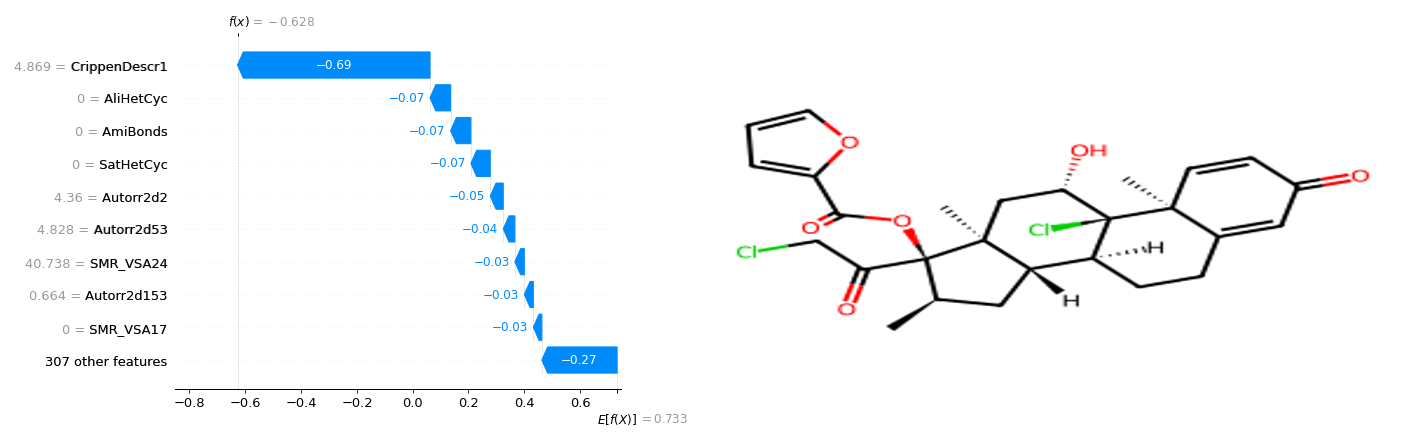 f(x) = −0.628
4.869 = CrippenDescr1
−0.69
0 = AliHetCyc
−0.07
0 = AmiBonds
−0.07
0 = SatHetCyc
−0.07
4.36 = Autorr2d2
−0.05
4.828 = Autorr2d53
−0.04
40.738 = SMR_VSA24
−0.03
0.664 = Autorr2d153
−0.03
0 = SMR_VSA17
−0.03
307 other features
−0.27
−0.8 −0.6 −0.4 −0.2 0.0 0.2 0.4 0.6
E[f(X)] = 0.733
O
OH
O
O
O
Cl
Cl
H
O
H